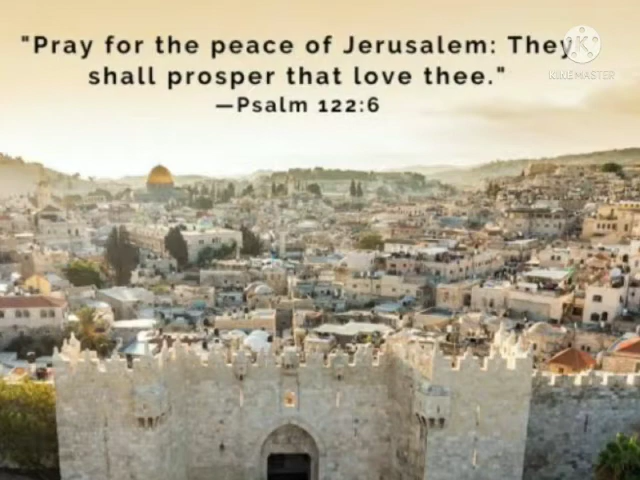 "Pray for the peace of Jerusalem: They
shall prosper that love thee."
—Psalm 122:6
KINEMASTER